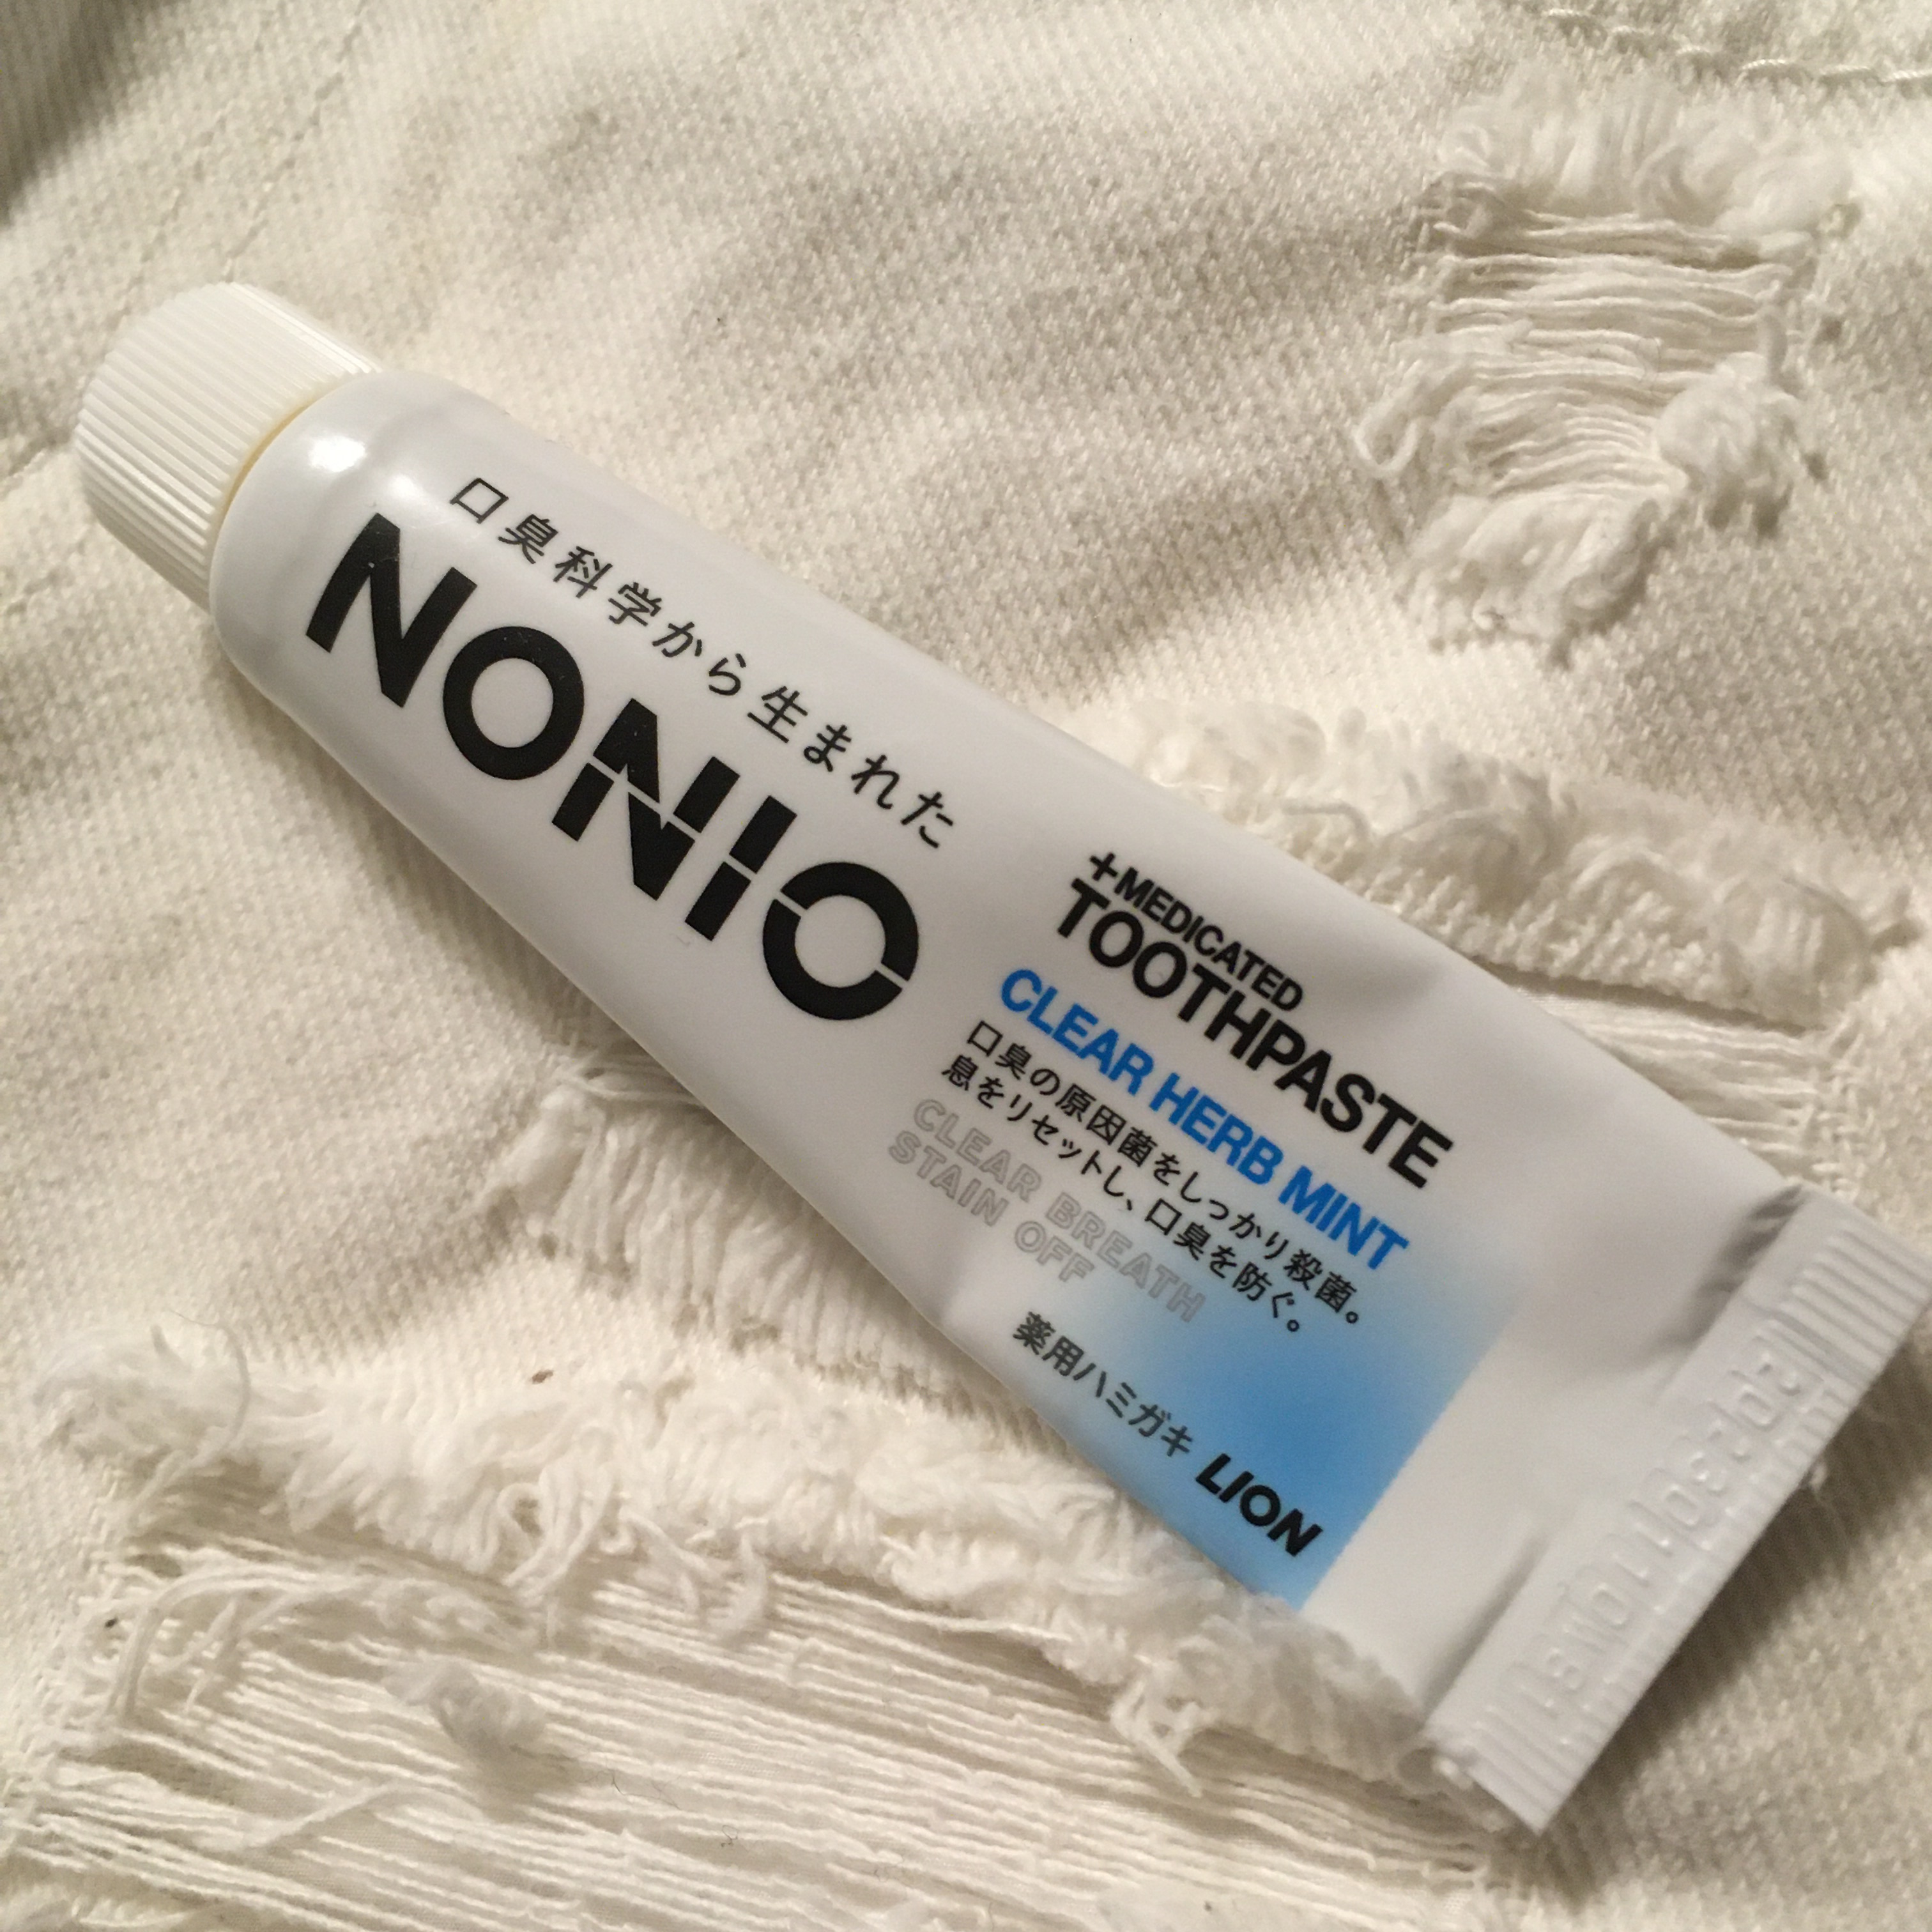 口臭科学から生まれた
NONIO
+MEDICATED
TOOTHPASTE
CLEAR HERB MINT
口臭の原因菌をしっかり殺菌。
息をリセットし、口臭を防ぐ。
CLEAR BREATH
STAIN OFF
薬用ハミガキ LION